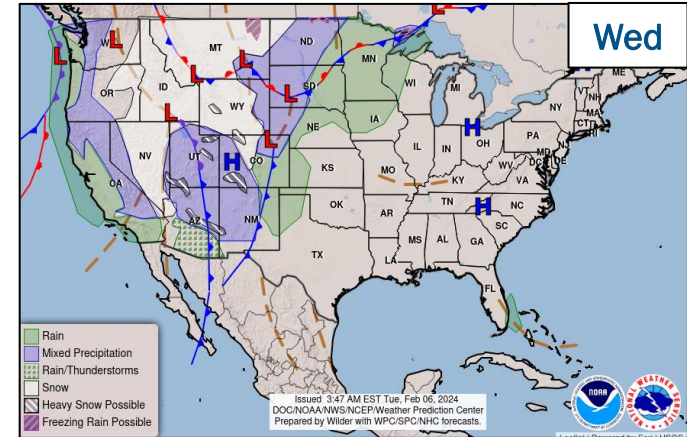 Wed
L
L
L
L
L
L
L
L
H
H
H
MT
ND
MN
OR
ID
WY
SD
WI
MI
NY
ME
VT
NH
MA
CT
RI
NE
IA
IL
IN
OH
PA
NJ
MD
DE
DC
WV
VA
NV
UT
CO
KS
MO
KY
CA
AZ
NM
OK
AR
TN
NC
SC
TX
LA
MS
AL
GA
FL
Rain
Mixed Precipitation
Rain/Thunderstorms
Snow
Heavy Snow Possible
Freezing Rain Possible
Issued 3:47 AM EST Tue, Feb 06, 2024
DOC/NOAA/NWS/NCEP/Weather Prediction Center
Prepared by Wilder with WPC/SPC/NHC forecasts.
NOAA